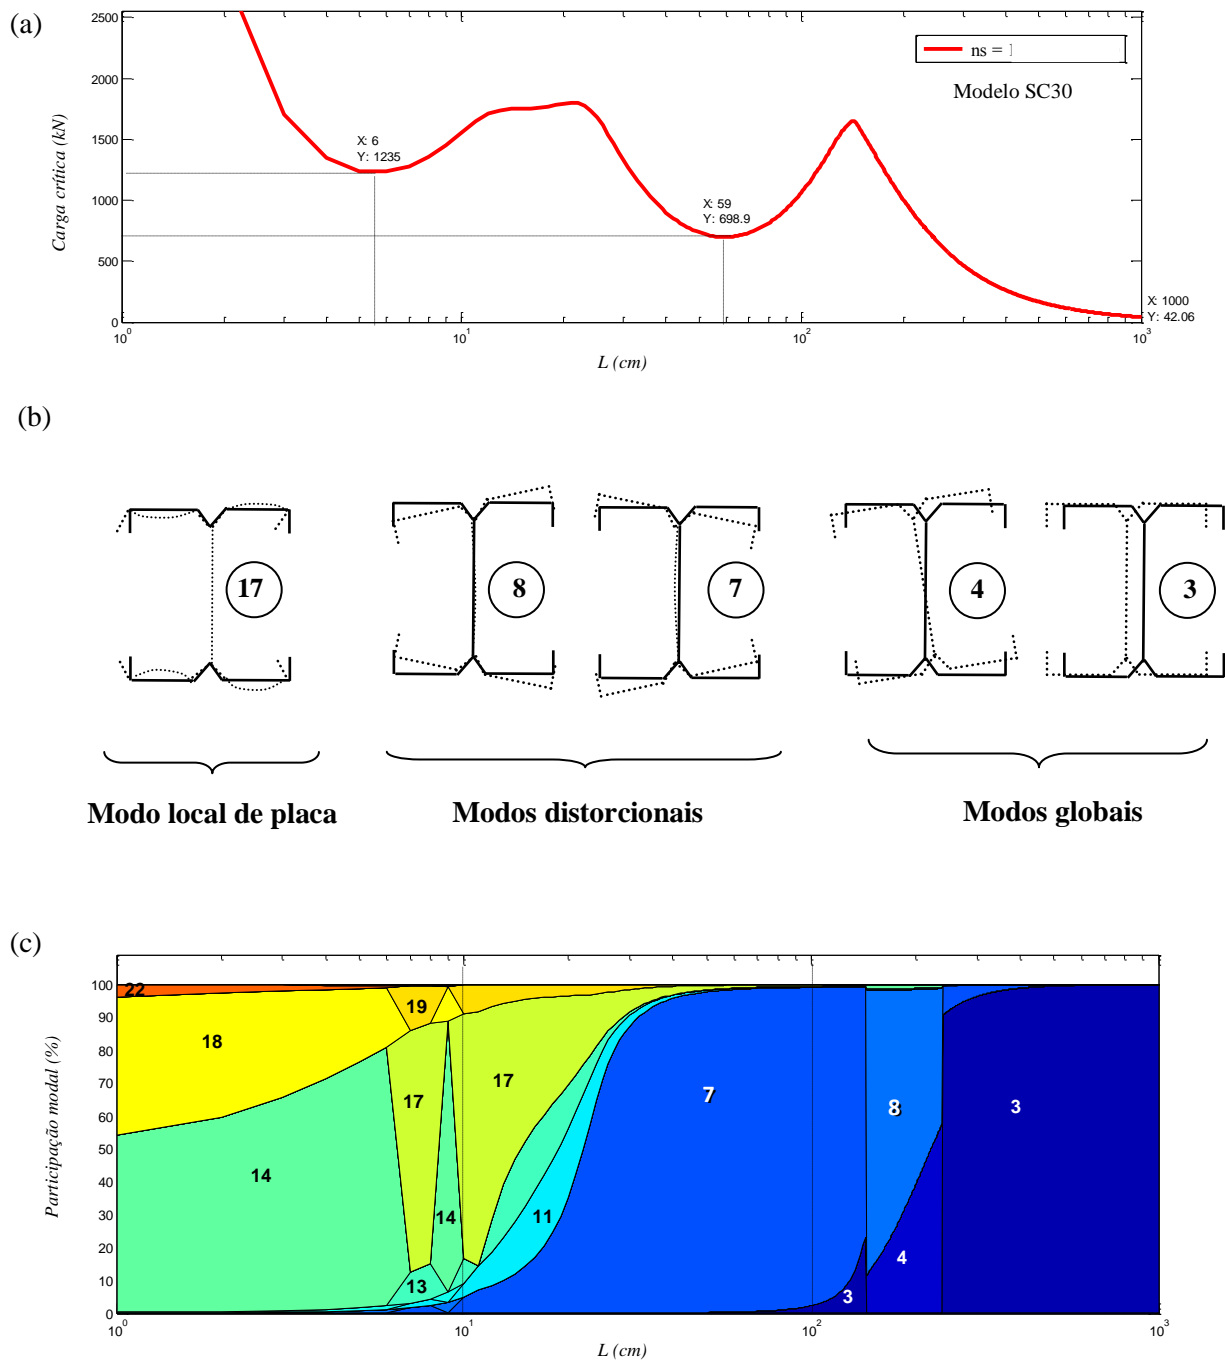 (a)
2500
2000
1500
1000
500
0
Carga crítica (kN)
ns = 1
Modelo SC30
X: 6
Y: 1235
X: 59
Y: 698.9
X: 1000
Y: 42.06
10^0
10^1
10^2
10^3
L (cm)
(b)
17
8
7
4
3
Modo local de placa
Modos distorcionais
Modos globais
(c)
100
90
80
70
60
50
40
30
20
10
0
Participação modal (%)
22
18
19
14
17
14
13
17
11
7
8
3
4
3
10^0
10^1
10^2
10^3
L (cm)